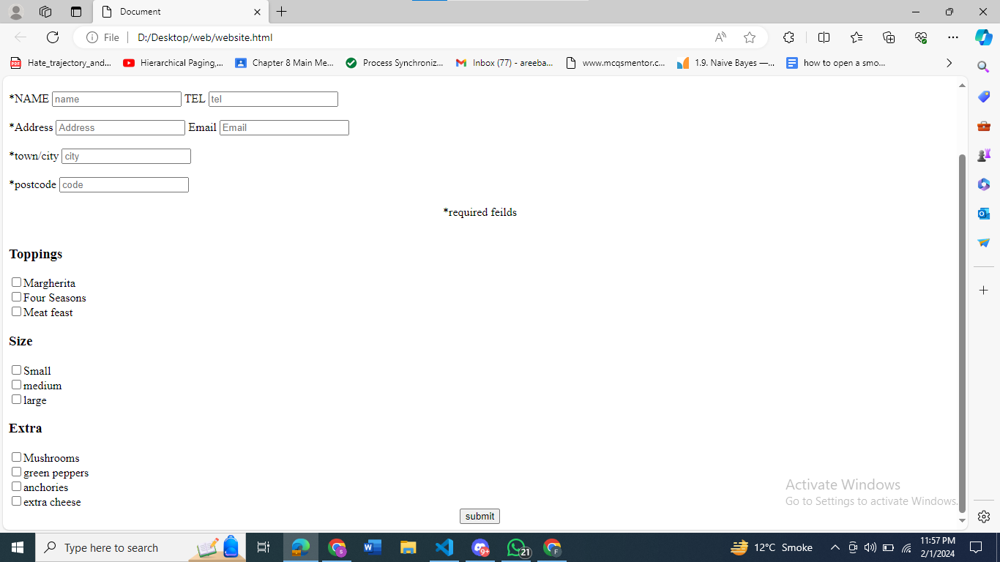 Document
File D:/Desktop/web/website.html
Hate_trajectory_and... Hierarchical Paging,... Chapter 8 Main Me... Process Synchroniz... Inbox (77) - areeba... www.mcqsmentor.c... 1.9. Naive Bayes —... how to open a smo...
*NAME name TEL tel
*Address Address Email Email
*town/city city
*postcode code
*required feilds
Toppings
Margherita
Four Seasons
Meat feast
Size
Small
medium
large
Extra
Mushrooms
green peppers
anchories
extra cheese
submit
Activate Windows
Go to Settings to activate Windows.
Type here to search
9+
21
12°C Smoke
11:57 PM
2/1/2024